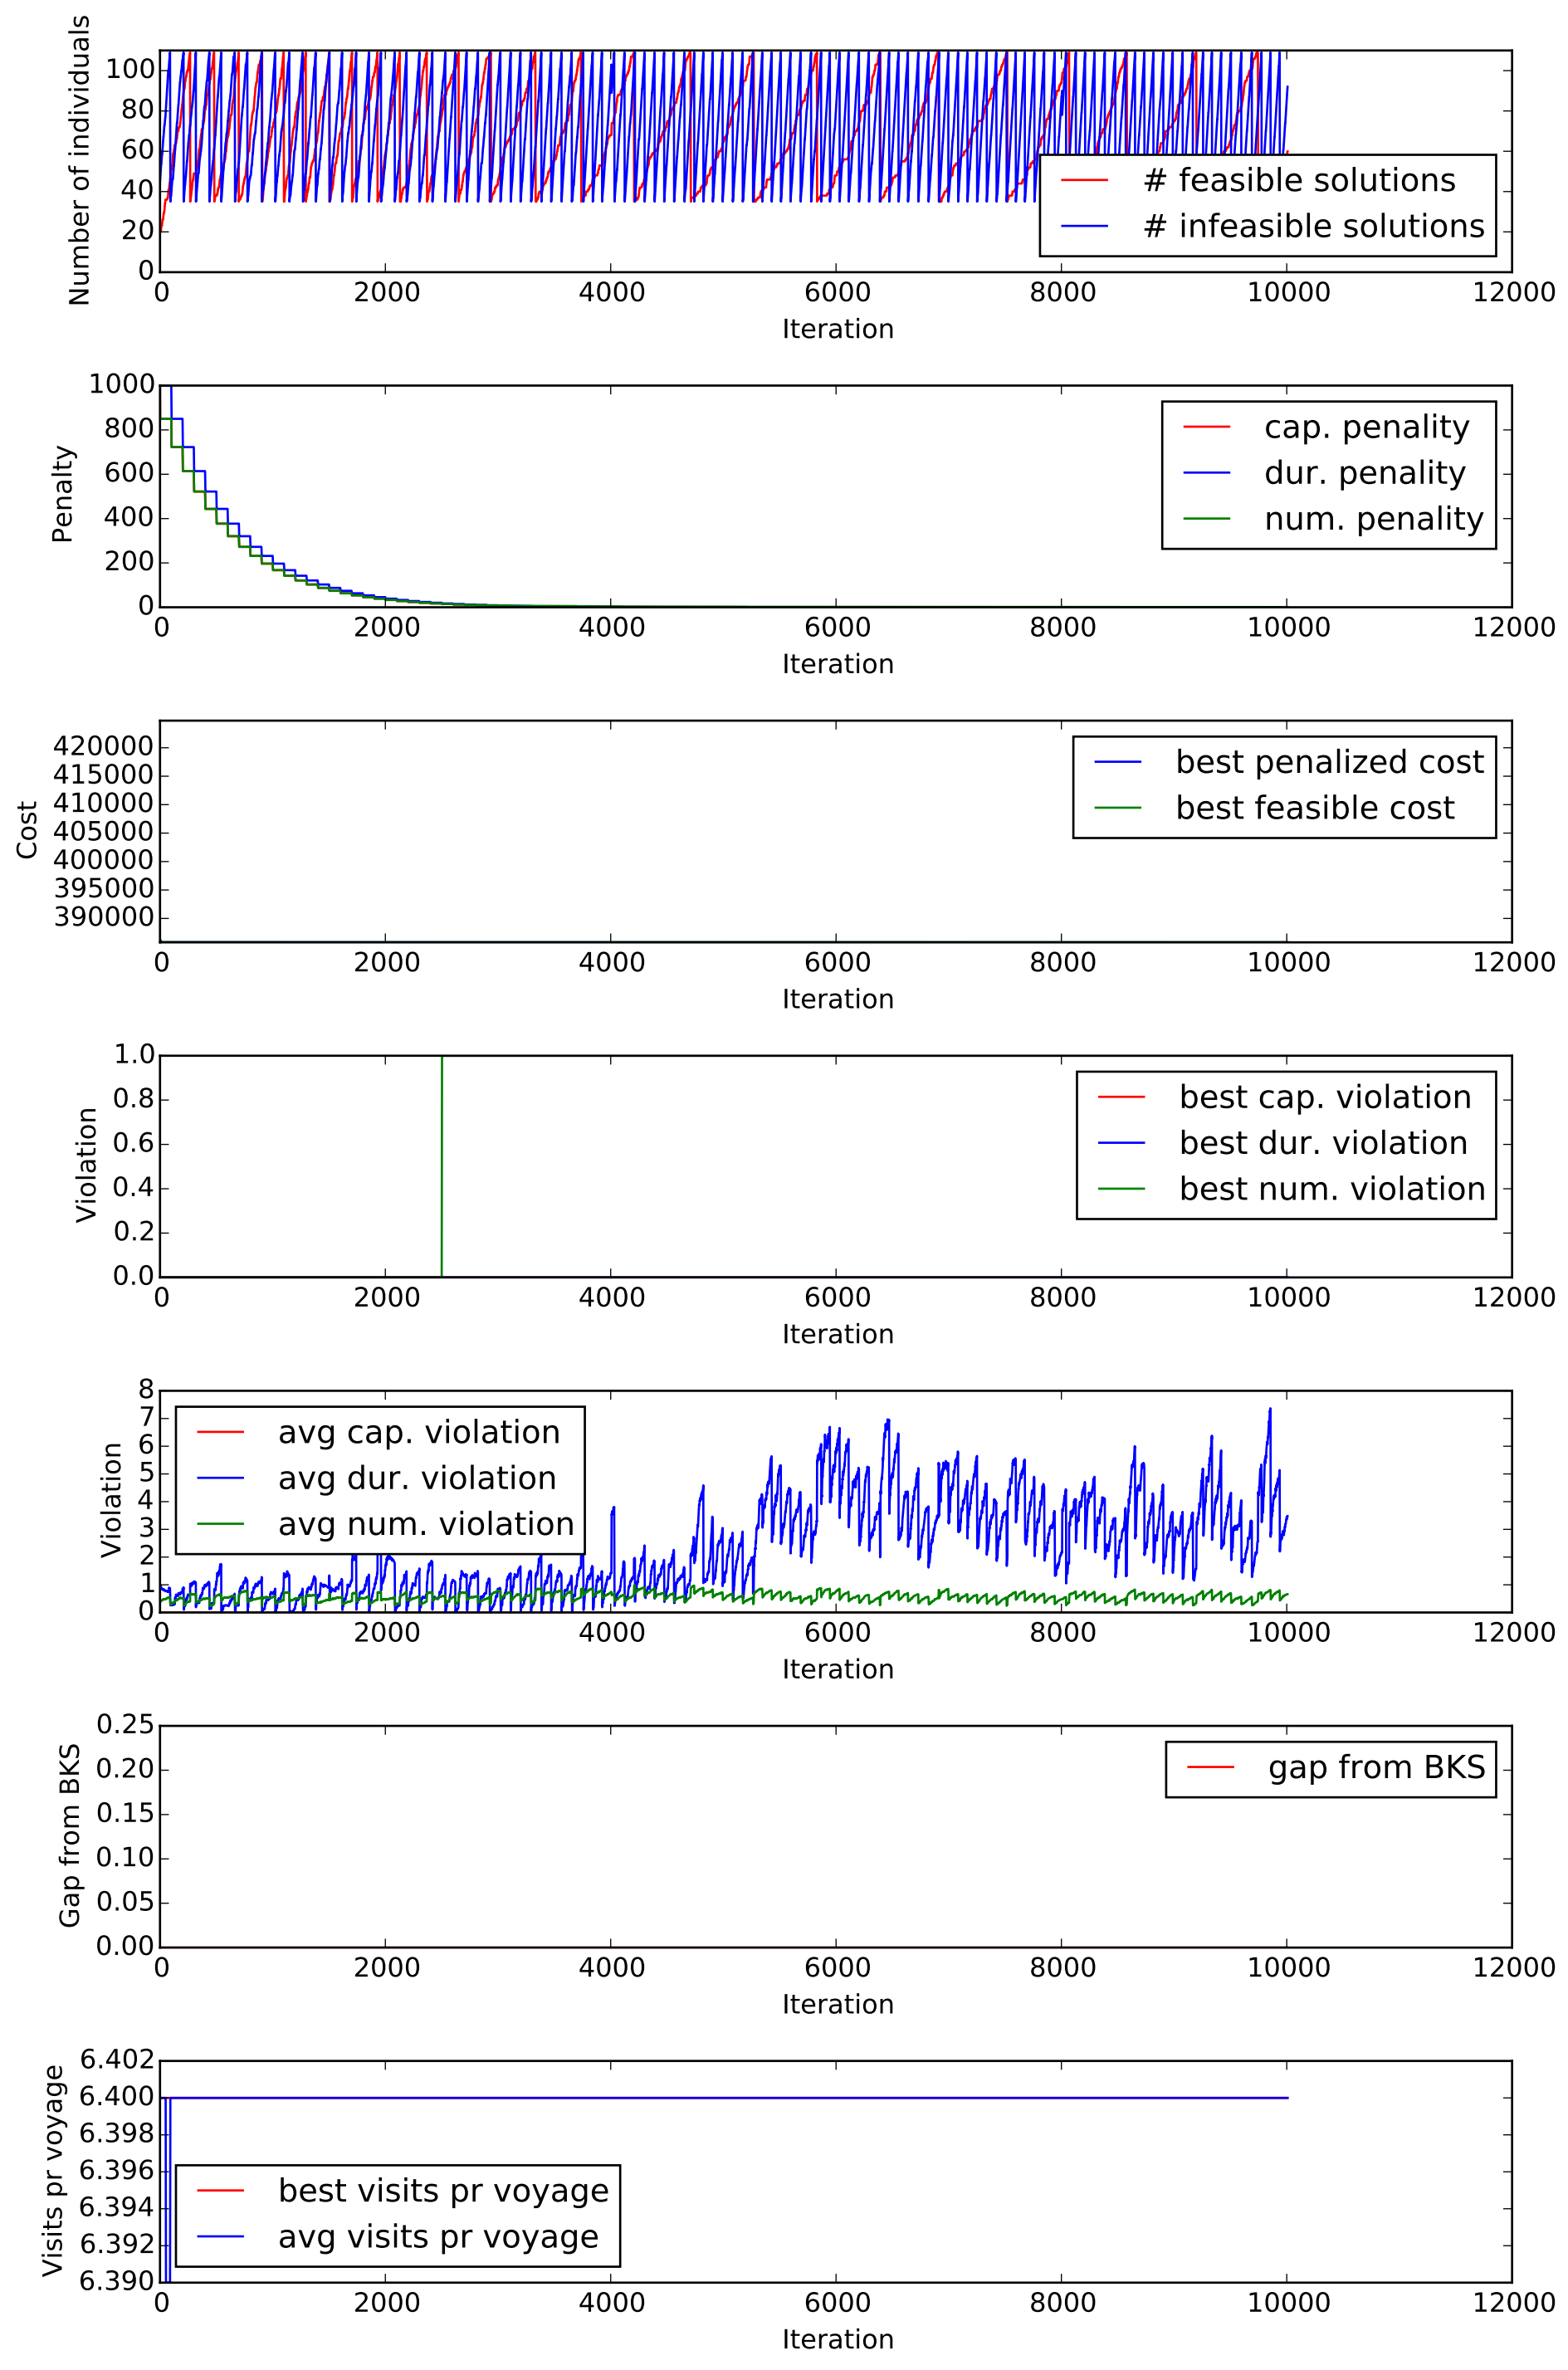 Number of individuals
100
80
60
40
20
0
# feasible solutions
# infeasible solutions
0 2000 4000 6000 8000 10000 12000
Iteration
Penalty
1000
800
600
400
200
0
cap. penality
dur. penality
num. penality
0 2000 4000 6000 8000 10000 12000
Iteration
Cost
420000
415000
410000
405000
400000
395000
390000
best penalized cost
best feasible cost
0 2000 4000 6000 8000 10000 12000
Iteration
Violation
1.0
0.8
0.6
0.4
0.2
0.0
best cap. violation
best dur. violation
best num. violation
0 2000 4000 6000 8000 10000 12000
Iteration
Violation
8
7
6
5
4
3
2
1
0
avg cap. violation
avg dur. violation
avg num. violation
0 2000 4000 6000 8000 10000 12000
Iteration
Gap from BKS
0.25
0.20
0.15
0.10
0.05
0.00
gap from BKS
0 2000 4000 6000 8000 10000 12000
Iteration
Visits pr voyage
6.402
6.400
6.398
6.396
6.394
6.392
6.390
best visits pr voyage
avg visits pr voyage
0 2000 4000 6000 8000 10000 12000
Iteration